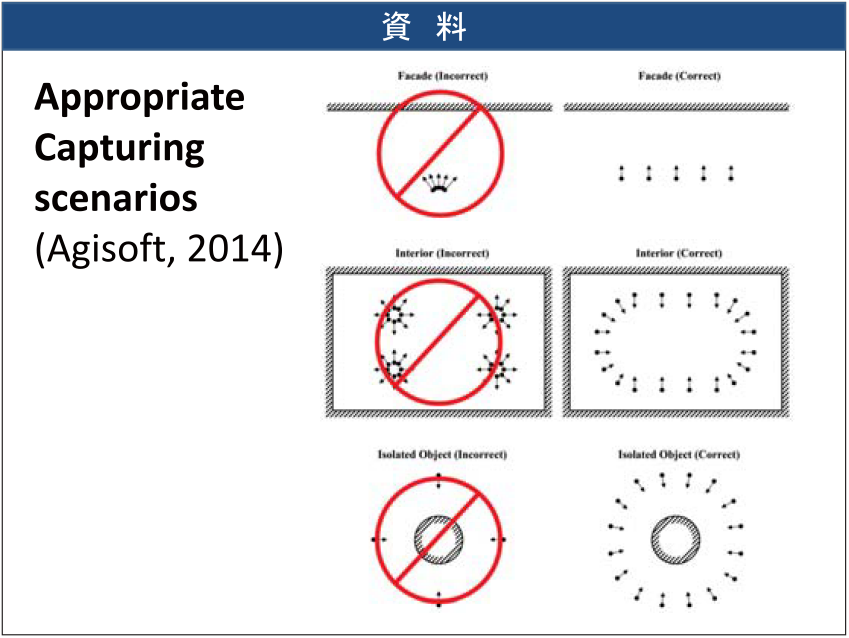 資 料
Appropriate
Capturing
scenarios
(Agisoft, 2014)
Facade (Incorrect)
Facade (Correct)
Interior (Incorrect)
Interior (Correct)
Isolated Object (Incorrect)
Isolated Object (Correct)